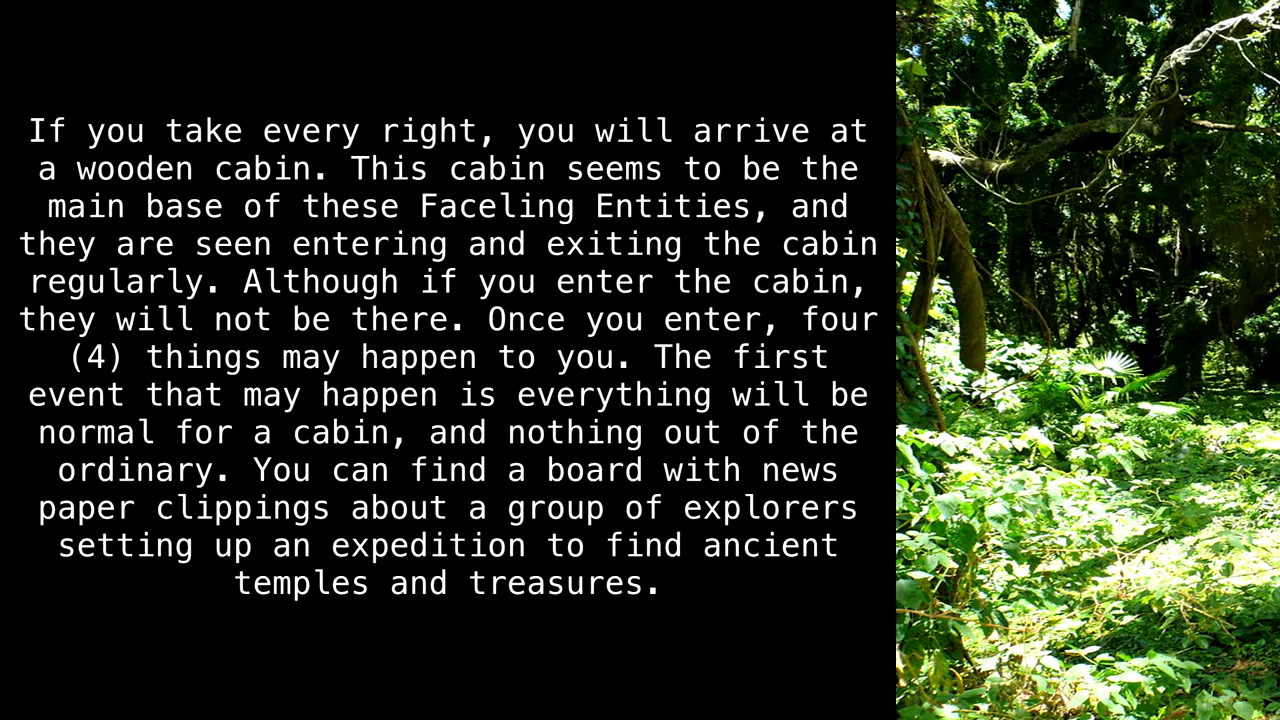 If you take every right, you will arrive at
a wooden cabin. This cabin seems to be the
main base of these Faceling Entities, and
they are seen entering and exiting the cabin
regularly. Although if you enter the cabin,
they will not be there. Once you enter, four
(4) things may happen to you. The first
event that may happen is everything will be
normal for a cabin, and nothing out of the
ordinary. You can find a board with news
paper clippings about a group of explorers
setting up an expedition to find ancient
temples and treasures.